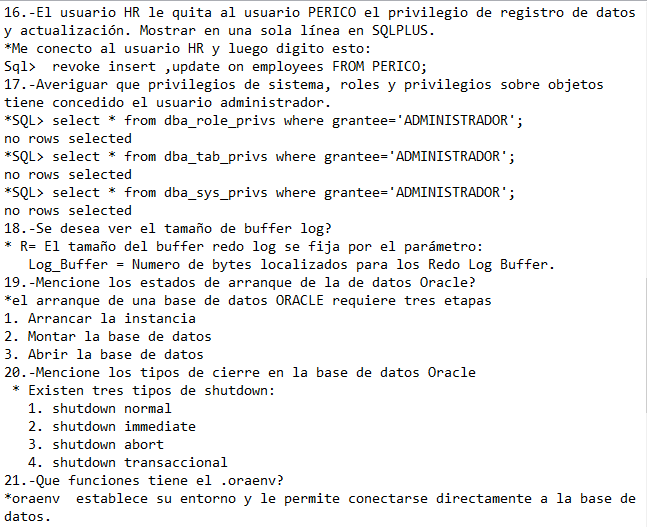 16.-El usuario HR le quita al usuario PERICO el privilegio de registro de datos
y actualización. Mostrar en una sola línea en SQLPLUS.
*Me conecto al usuario HR y luego digito esto:
Sql>  revoke insert ,update on employees FROM PERICO;
17.-Averiguar que privilegios de sistema, roles y privilegios sobre objetos
tiene concedido el usuario administrador.
*SQL> select * from dba_role_privs where grantee='ADMINISTRADOR';
no rows selected
*SQL> select * from dba_tab_privs where grantee='ADMINISTRADOR';
no rows selected
*SQL> select * from dba_sys_privs where grantee='ADMINISTRADOR';
no rows selected
18.-Se desea ver el tamaño de buffer log?
* R= El tamaño del buffer redo log se fija por el parámetro:
   Log_Buffer = Numero de bytes localizados para los Redo Log Buffer.
19.-Mencione los estados de arranque de la de datos Oracle?
*el arranque de una base de datos ORACLE requiere tres etapas
1. Arrancar la instancia
2. Montar la base de datos
3. Abrir la base de datos
20.-Mencione los tipos de cierre en la base de datos Oracle
 * Existen tres tipos de shutdown:
   1. shutdown normal
   2. shutdown immediate
   3. shutdown abort
   4. shutdown transaccional
21.-Que funciones tiene el .oraenv?
*oraenv  establece su entorno y le permite conectarse directamente a la base de
datos.